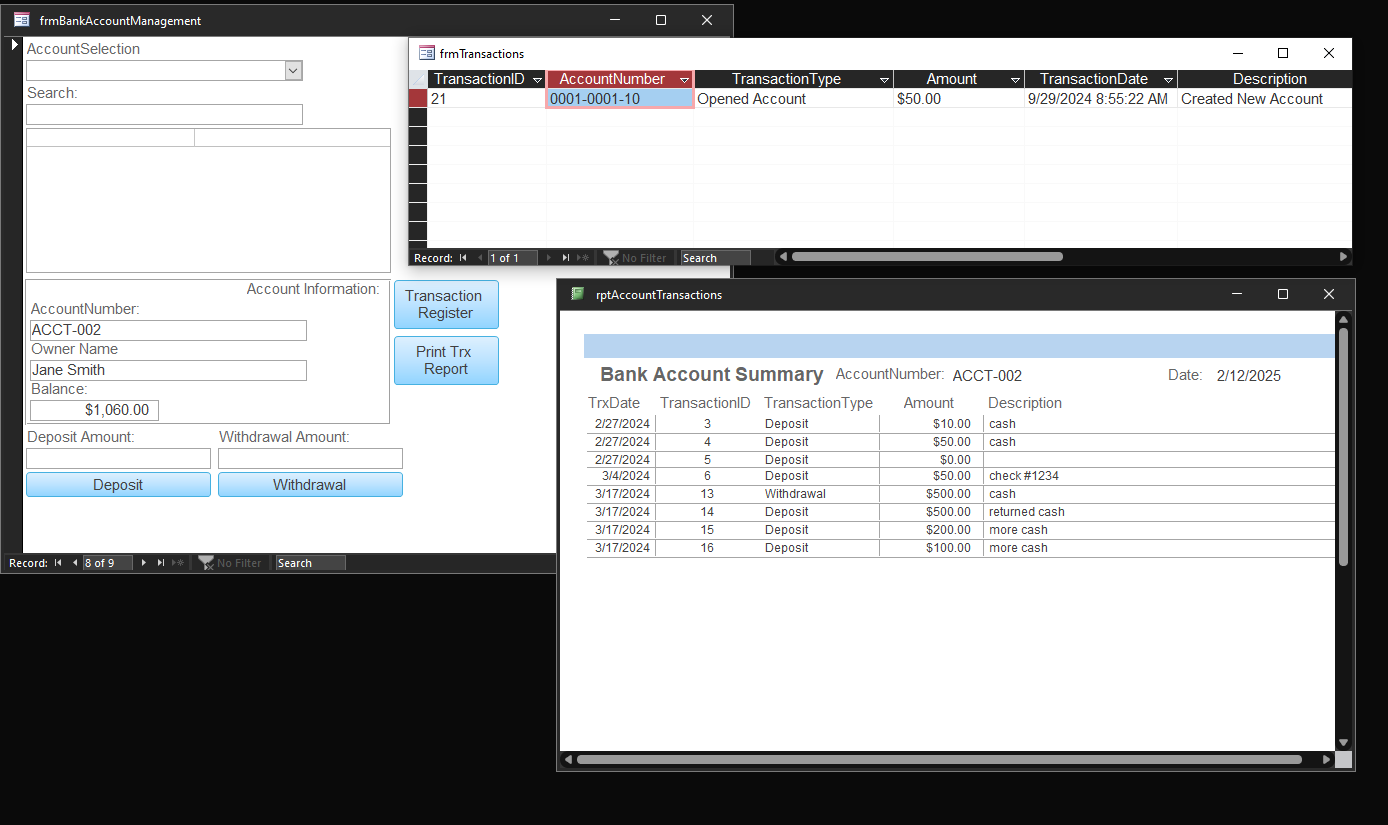 frmBankAccountManagement
AccountSelection
Search:
Account Information:
AccountNumber:
ACCT-002
Owner Name
Jane Smith
Balance:
$1,060.00
Transaction
Register
Print Trx
Report
Deposit Amount: Withdrawal Amount:
Deposit Withdrawal
Record: 8 of 9 No Filter Search
frmTransactions
TransactionID AccountNumber TransactionType Amount TransactionDate Description
21 0001-0001-10 Opened Account $50.00 9/29/2024 8:55:22 AM Created New Account
Record: 1 of 1 No Filter Search
rptAccountTransactions
Bank Account Summary AccountNumber: ACCT-002 Date: 2/12/2025
TrxDate TransactionID TransactionType Amount Description
2/27/2024 3 Deposit $10.00 cash
2/27/2024 4 Deposit $50.00 cash
2/27/2024 5 Deposit $0.00
3/4/2024 6 Deposit $50.00 check #1234
3/17/2024 13 Withdrawal $500.00 cash
3/17/2024 14 Deposit $500.00 returned cash
3/17/2024 15 Deposit $200.00 more cash
3/17/2024 16 Deposit $100.00 more cash